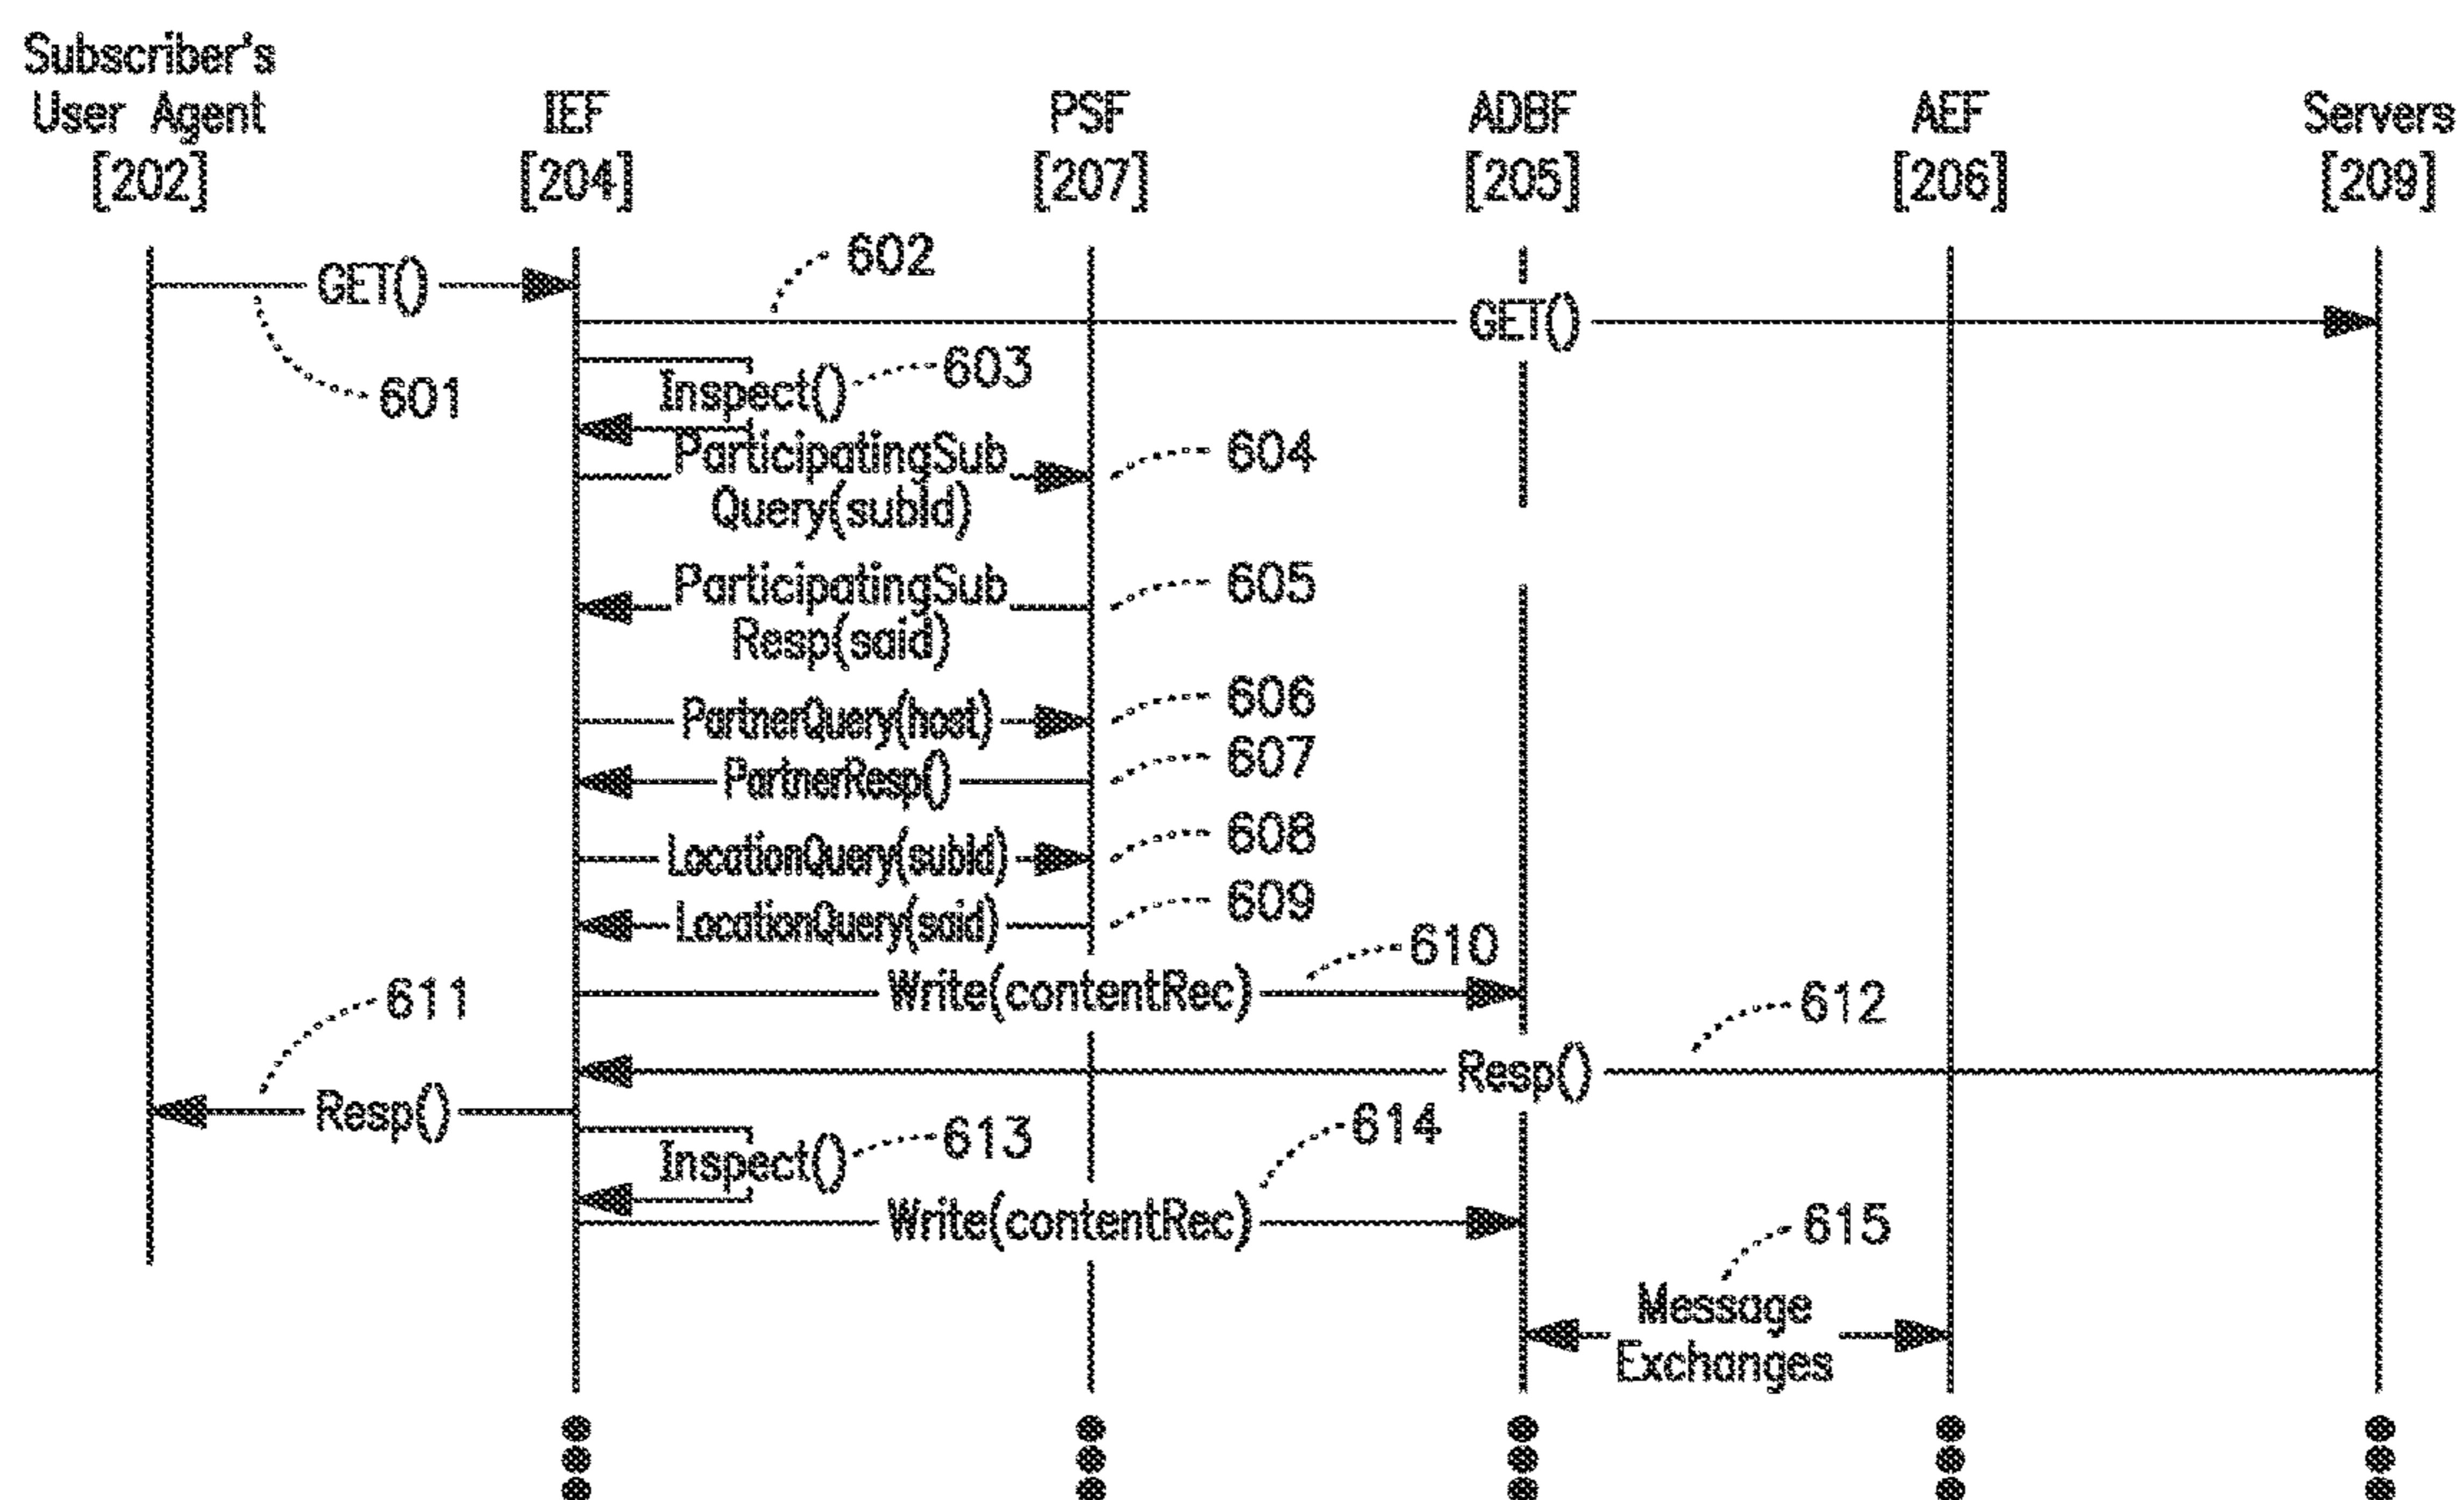 Subscriber's
User Agent
[202]
IEF
[204]
PSF
[207]
ADBF
[205]
AEF
[206]
Servers
[209]
GET()
601
602
GET()
Inspect()
603
ParticipatingSub
Query(subId)
604
ParticipatingSub
Resp(said)
605
PartnerQuery(host)
606
PartnerResp()
607
LocationQuery(subId)
608
LocationQuery(said)
609
Write(contentRec)
610
611
612
Resp()
Resp()
Inspect()
613
614
Write(contentRec)
615
Message
Exchanges